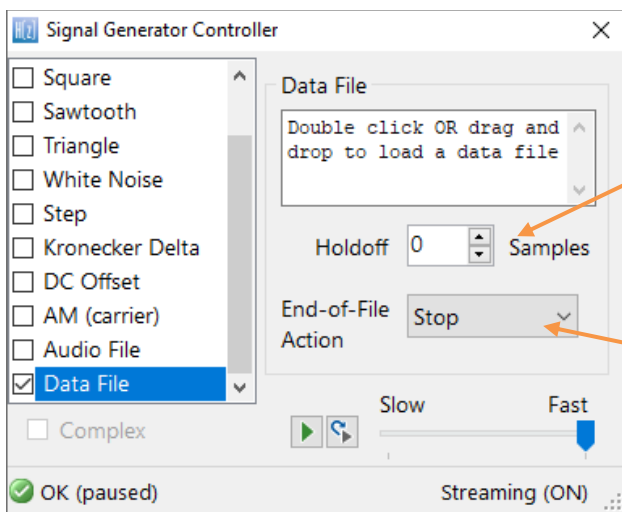 H(z) Signal Generator Controller
Square
Sawtooth
Triangle
White Noise
Step
Kronecker Delta
DC Offset
AM (carrier)
Audio File
Data File
Complex
Data File
Double click OR drag and
drop to load a data file
Holdoff 0 Samples
End-of-File
Action
Stop
Slow Fast
OK (paused) Streaming (ON)